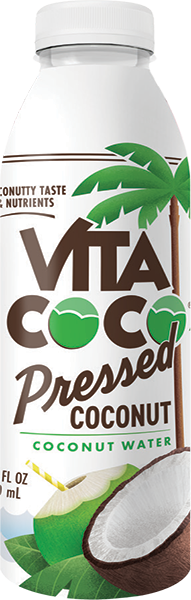 CONUTTY TASTE
& NUTRIENTS
VITA
COCO
Pressed
COCONUT
COCONUT WATER
FL OZ
mL